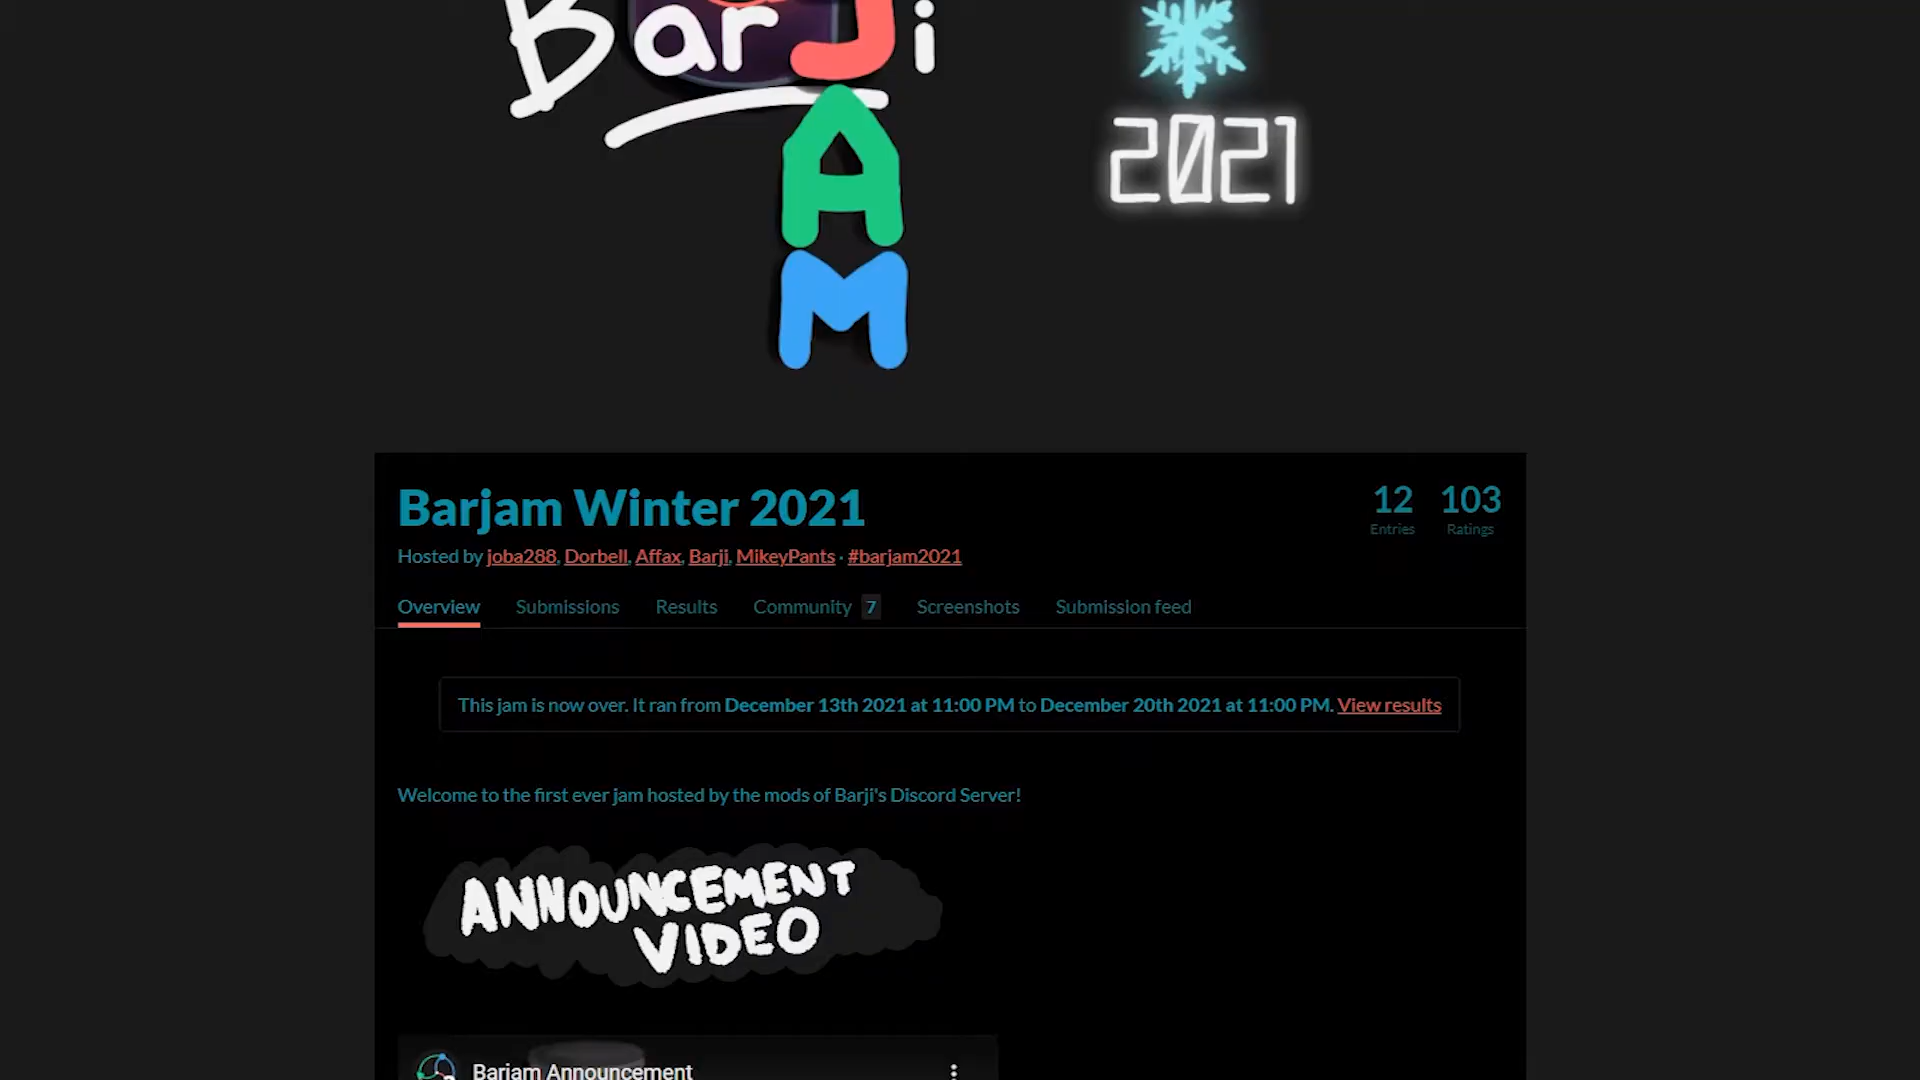 BarJi
AM
2021
Barjam Winter 2021
12 103
Entries Ratings
Hosted by joba288, Dorbell, Affax, Barji, MikeyPants · #barjam2021
Overview Submissions Results Community 7 Screenshots Submission feed
This jam is now over. It ran from December 13th 2021 at 11:00 PM to December 20th 2021 at 11:00 PM. View results
Welcome to the first ever jam hosted by the mods of Barji's Discord Server!
ANNOUNCEMENT
VIDEO
Barjam Announcement